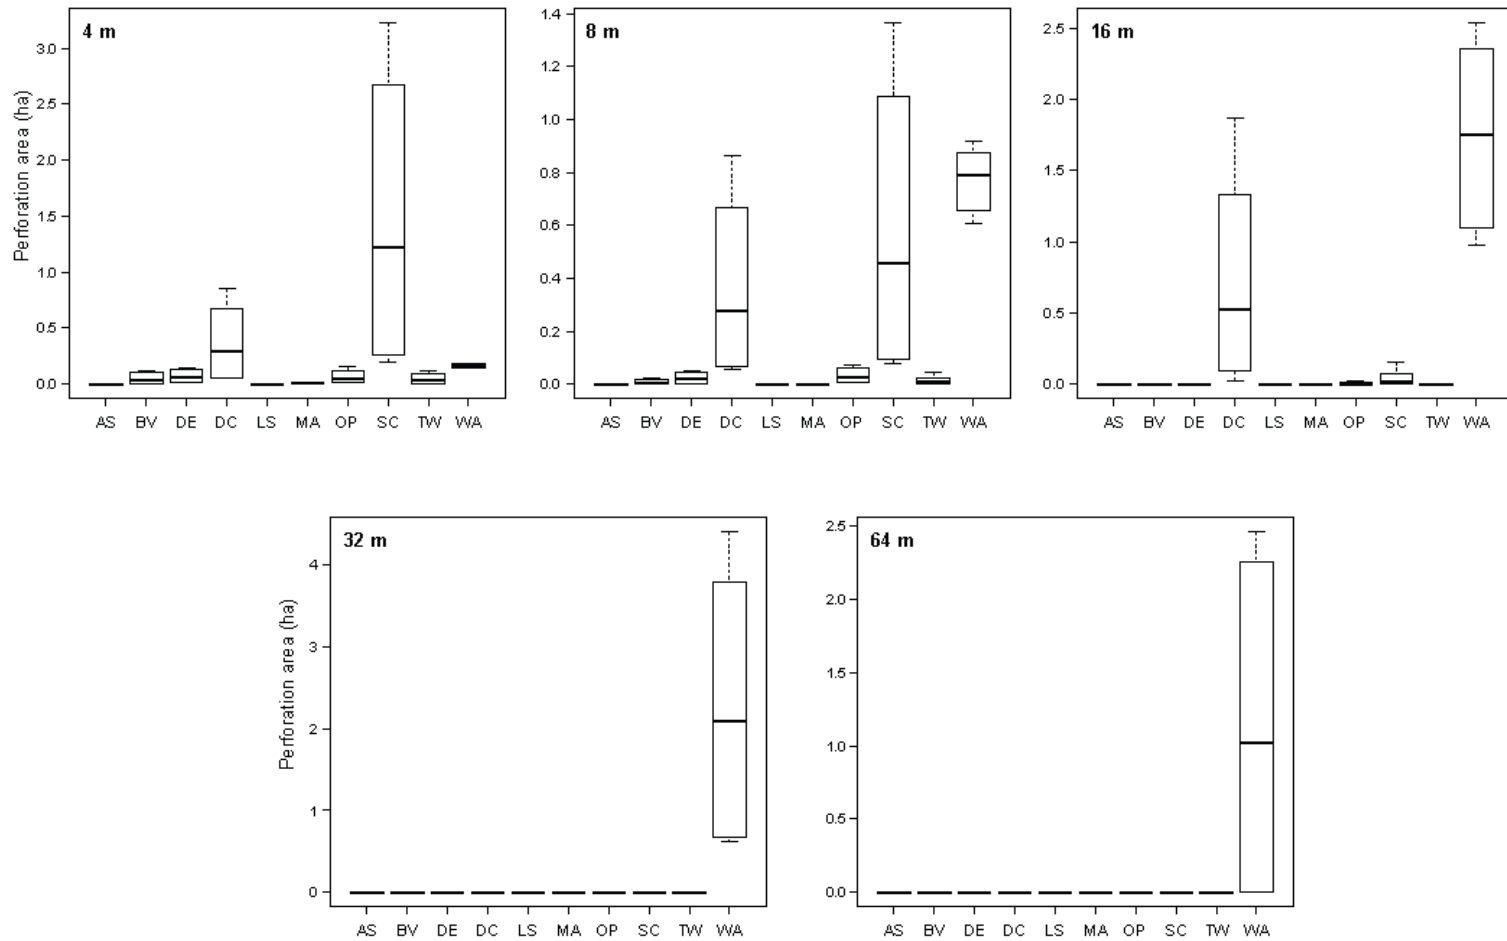 4 m
8 m
16 m
Perforation area (ha)
3.0
2.5
2.0
1.5
1.0
0.5
0.0
1.4
1.2
1.0
0.8
0.6
0.4
0.2
0.0
2.5
2.0
1.5
1.0
0.5
0.0
AS BV DE DC LS MA OP SC TW WA
AS BV DE DC LS MA OP SC TW WA
AS BV DE DC LS MA OP SC TW WA
32 m
64 m
Perforation area (ha)
4
3
2
1
0
2.5
2.0
1.5
1.0
0.5
0.0
AS BV DE DC LS MA OP SC TW WA
AS BV DE DC LS MA OP SC TW WA